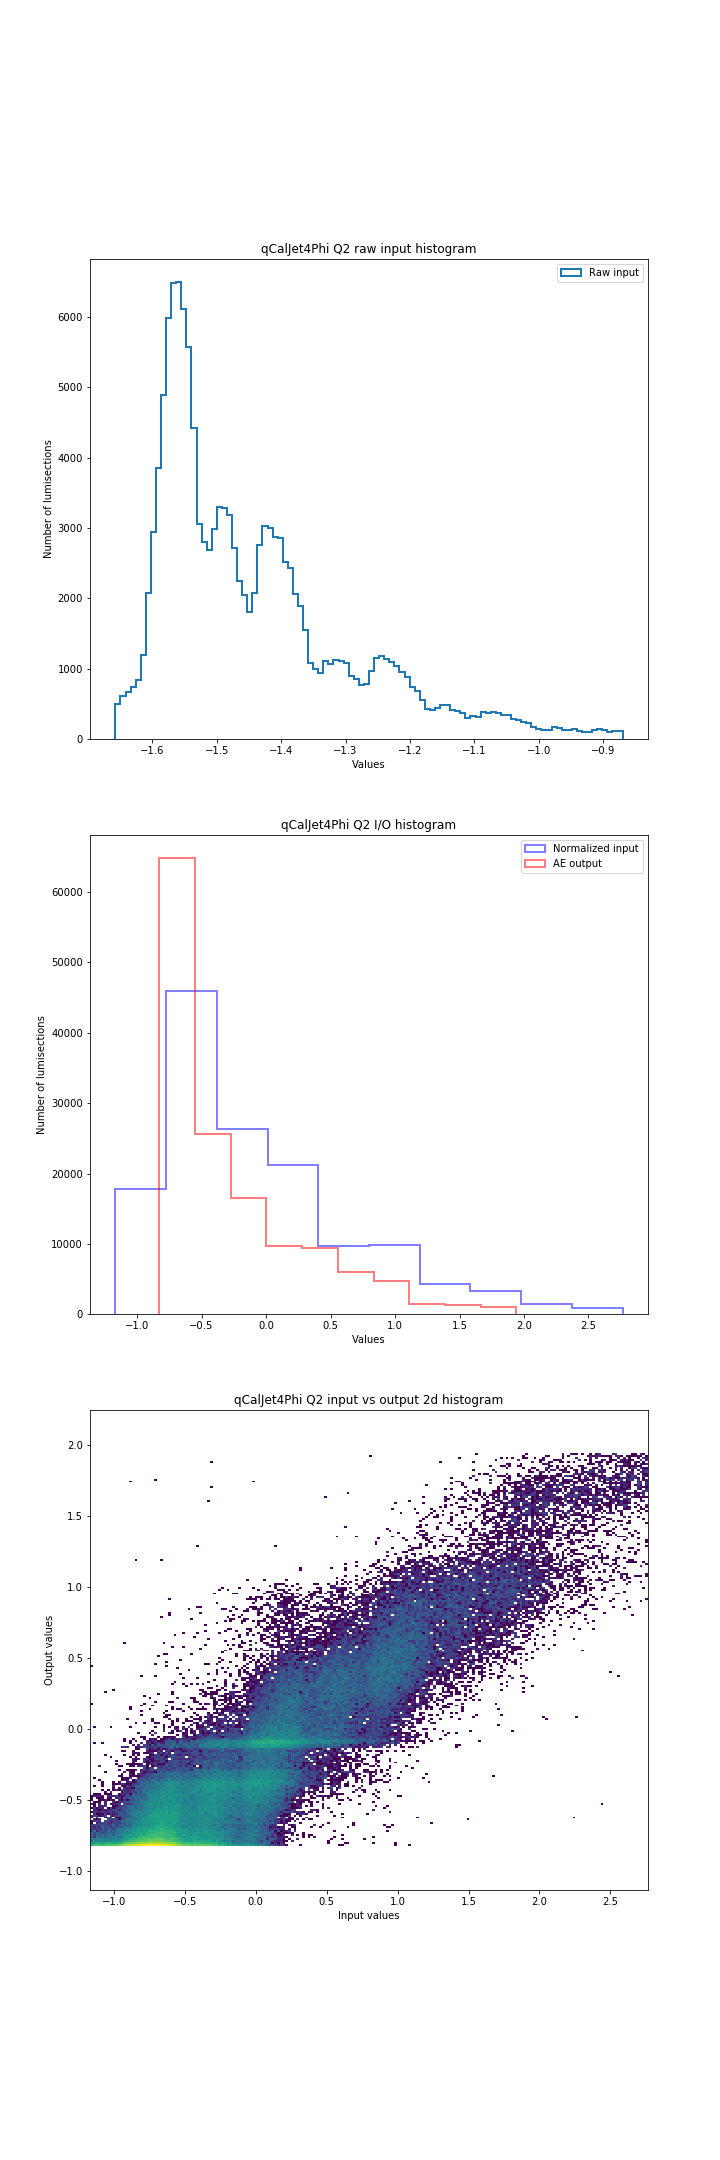 qCalJet4Phi Q2 raw input histogram
Raw input
Number of lumisections
6000
5000
4000
3000
2000
1000
0
−1.6 −1.5 −1.4 −1.3 −1.2 −1.1 −1.0 −0.9
Values
qCalJet4Phi Q2 I/O histogram
Normalized input
AE output
Number of lumisections
60000
50000
40000
30000
20000
10000
0
−1.0 −0.5 0.0 0.5 1.0 1.5 2.0 2.5
Values
qCalJet4Phi Q2 input vs output 2d histogram
Output values
2.0
1.5
1.0
0.5
0.0
−0.5
−1.0
−1.0 −0.5 0.0 0.5 1.0 1.5 2.0 2.5
Input values